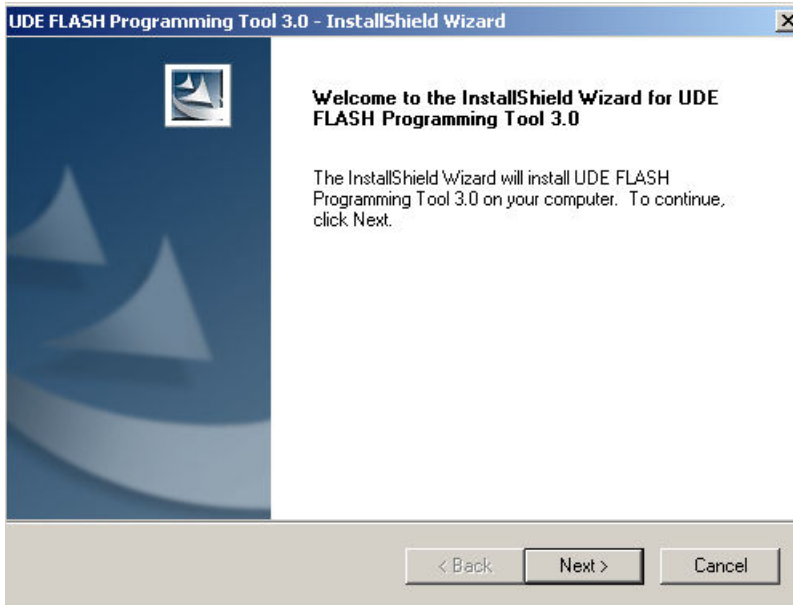 UDE FLASH Programming Tool 3.0 - InstallShield Wizard
Welcome to the InstallShield Wizard for UDE
FLASH Programming Tool 3.0
The InstallShield Wizard will install UDE FLASH
Programming Tool 3.0 on your computer. To continue,
click Next.
< Back Next > Cancel